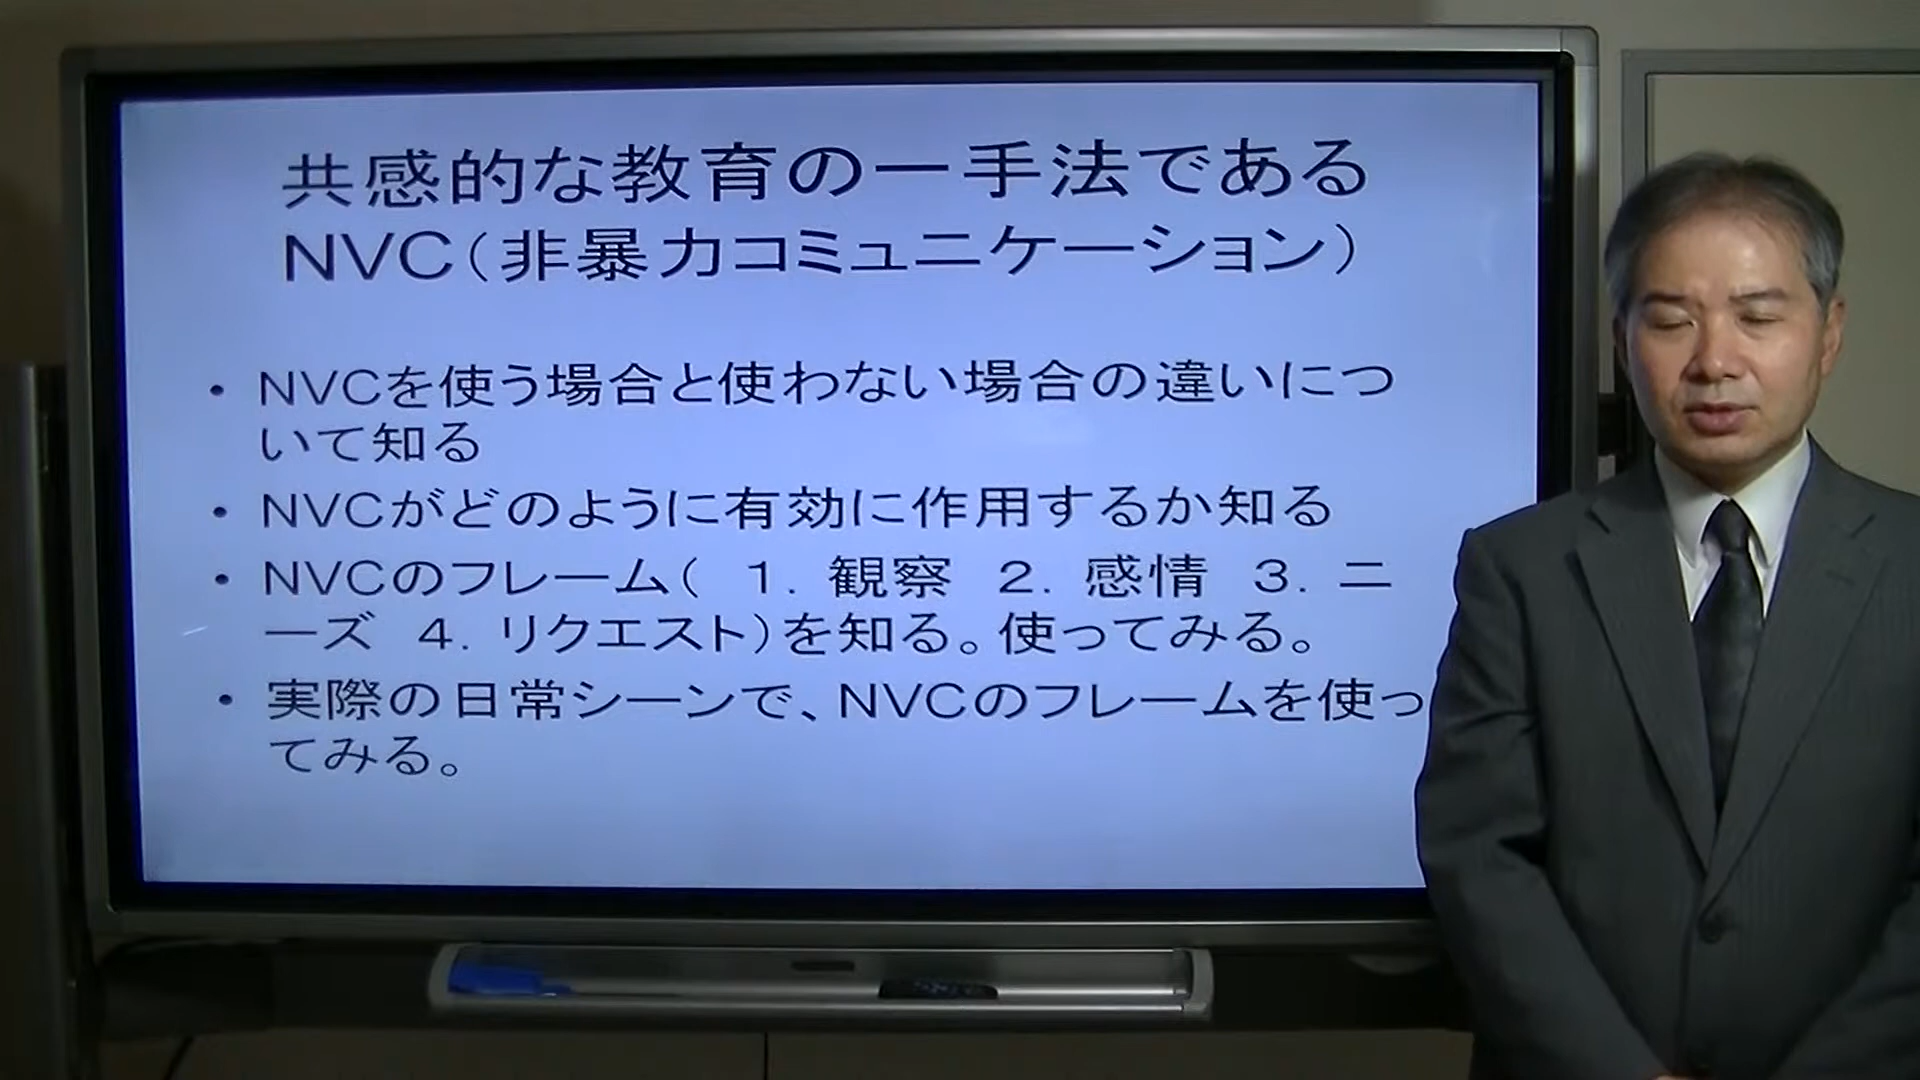 共感的な教育の一手法である
NVC(非暴力コミュニケーション)
・NVCを使う場合と使わない場合の違いにつ
いて知る
・NVCがどのように有効に作用するか知る
・NVCのフレーム( 1. 観察 2. 感情 3. ニ
ーズ 4. リクエスト)を知る。使ってみる。
・実際の日常シーンで、NVCのフレームを使っ
てみる。